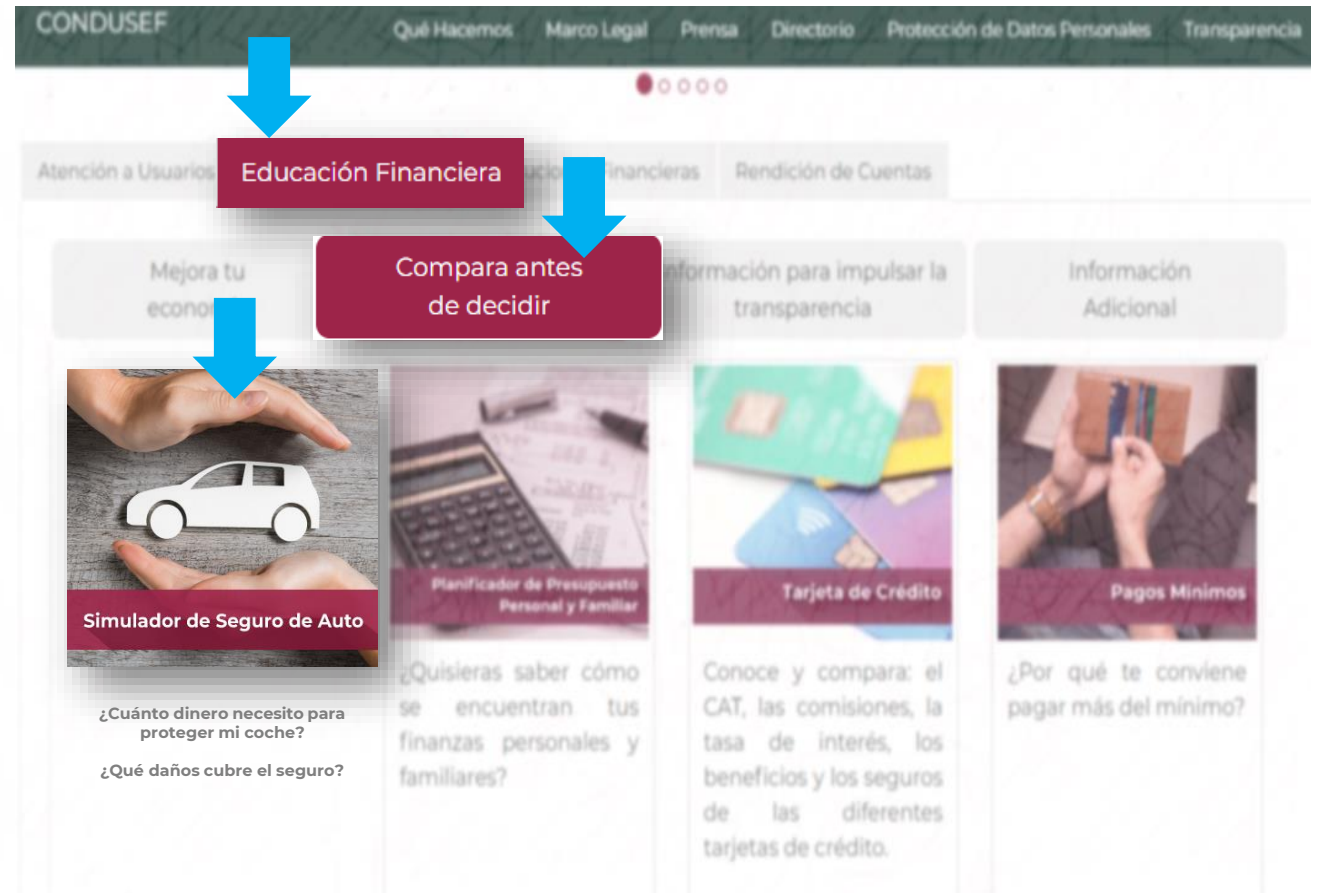 CONDUSEF
Qué Hacemos Marco Legal Prensa Directorio Protección de Datos Personales Transparencia
Atención a Usuarios Educación Financiera Financieras Rendición de Cuentas
Mejora tu
Compara antes
de decidir
Información para impulsar la
transparencia
Información
Adicional
Simulador de Seguro de Auto
¿Cuánto dinero necesito para
proteger mi coche?
¿Qué daños cubre el seguro?
Planificador de Presupuesto
Personal y Familiar
¿Quisieras saber cómo
se encuentran tus
finanzas personales y
familiares?
Tarjeta de Crédito
Conoce y compara: el
CAT, las comisiones, la
tasa de interés, los
beneficios y los seguros
de las diferentes
tarjetas de crédito.
Pagos Mínimos
¿Por qué te conviene
pagar más del mínimo?